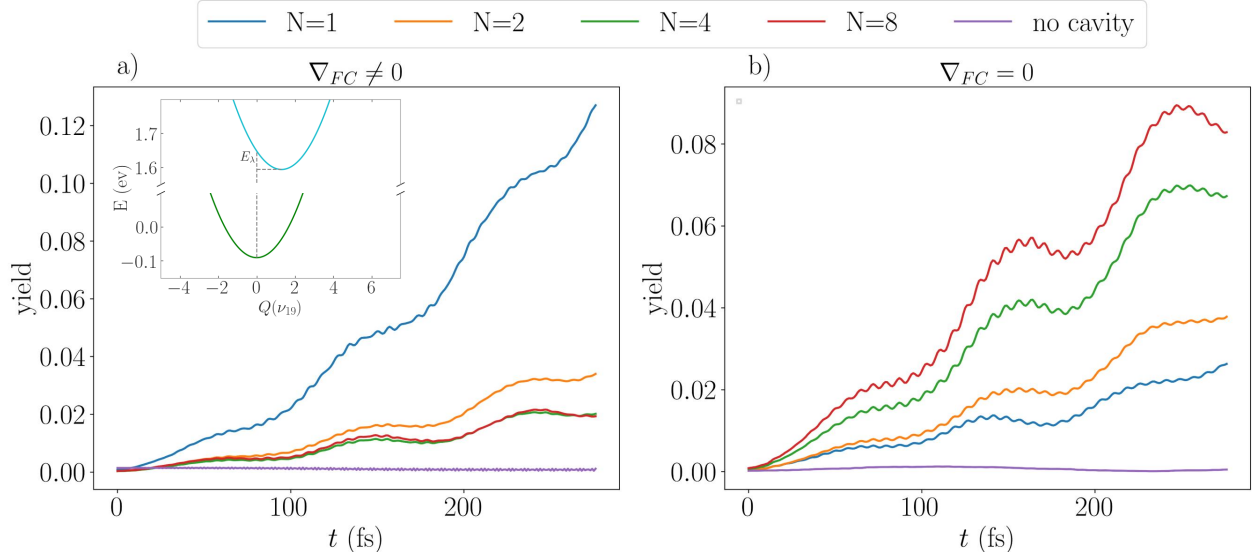 N=1 N=2 N=4 N=8 no cavity
a) ∇_FC ≠ 0
yield
0.12
0.10
0.08
0.06
0.04
0.02
0.00
0 100 200
t (fs)
E (ev)
1.7
1.6
0.0
−0.1
E_λ
−4 −2 0 2 4 6
Q(ν₁₉)
b) ∇_FC = 0
yield
0.08
0.06
0.04
0.02
0.00
0 100 200
t (fs)